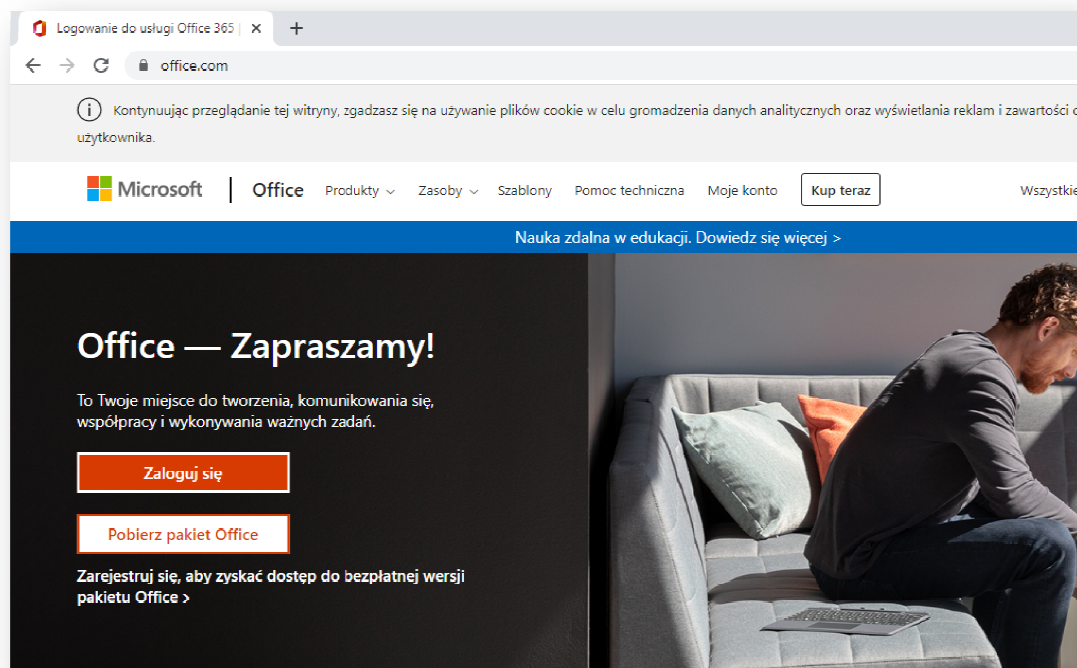 Logowanie do usługi Office 365
office.com
Kontynuując przeglądanie tej witryny, zgadzasz się na używanie plików cookie w celu gromadzenia danych analitycznych oraz wyświetlania reklam i zawartości
użytkownika.
Microsoft Office Produkty Zasoby Szablony Pomoc techniczna Moje konto Kup teraz Wszystkie
Nauka zdalna w edukacji. Dowiedz się więcej >
Office — Zapraszamy!
To Twoje miejsce do tworzenia, komunikowania się,
współpracy i wykonywania ważnych zadań.
Zaloguj się
Pobierz pakiet Office
Zarejestruj się, aby zyskać dostęp do bezpłatnej wersji
pakietu Office >